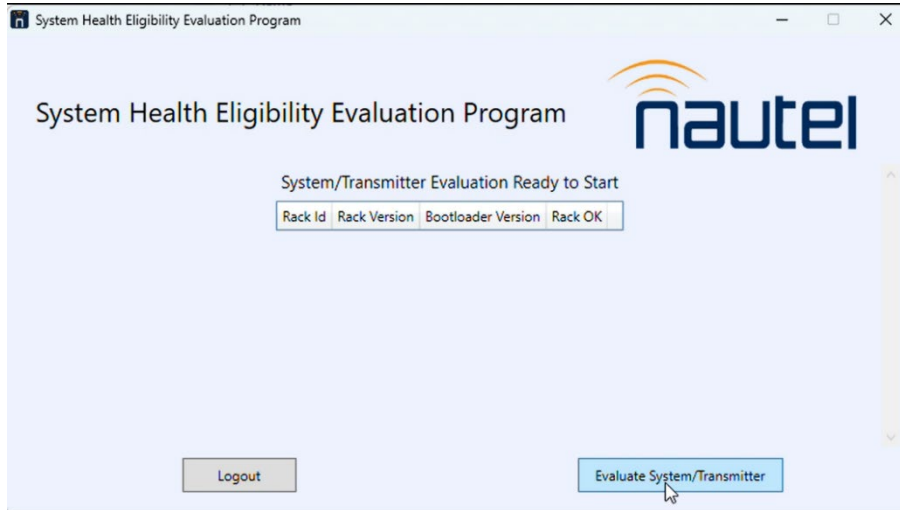 System Health Eligibility Evaluation Program
System Health Eligibility Evaluation Program
nautel
System/Transmitter Evaluation Ready to Start
Rack Id Rack Version Bootloader Version Rack OK
Logout
Evaluate System/Transmitter